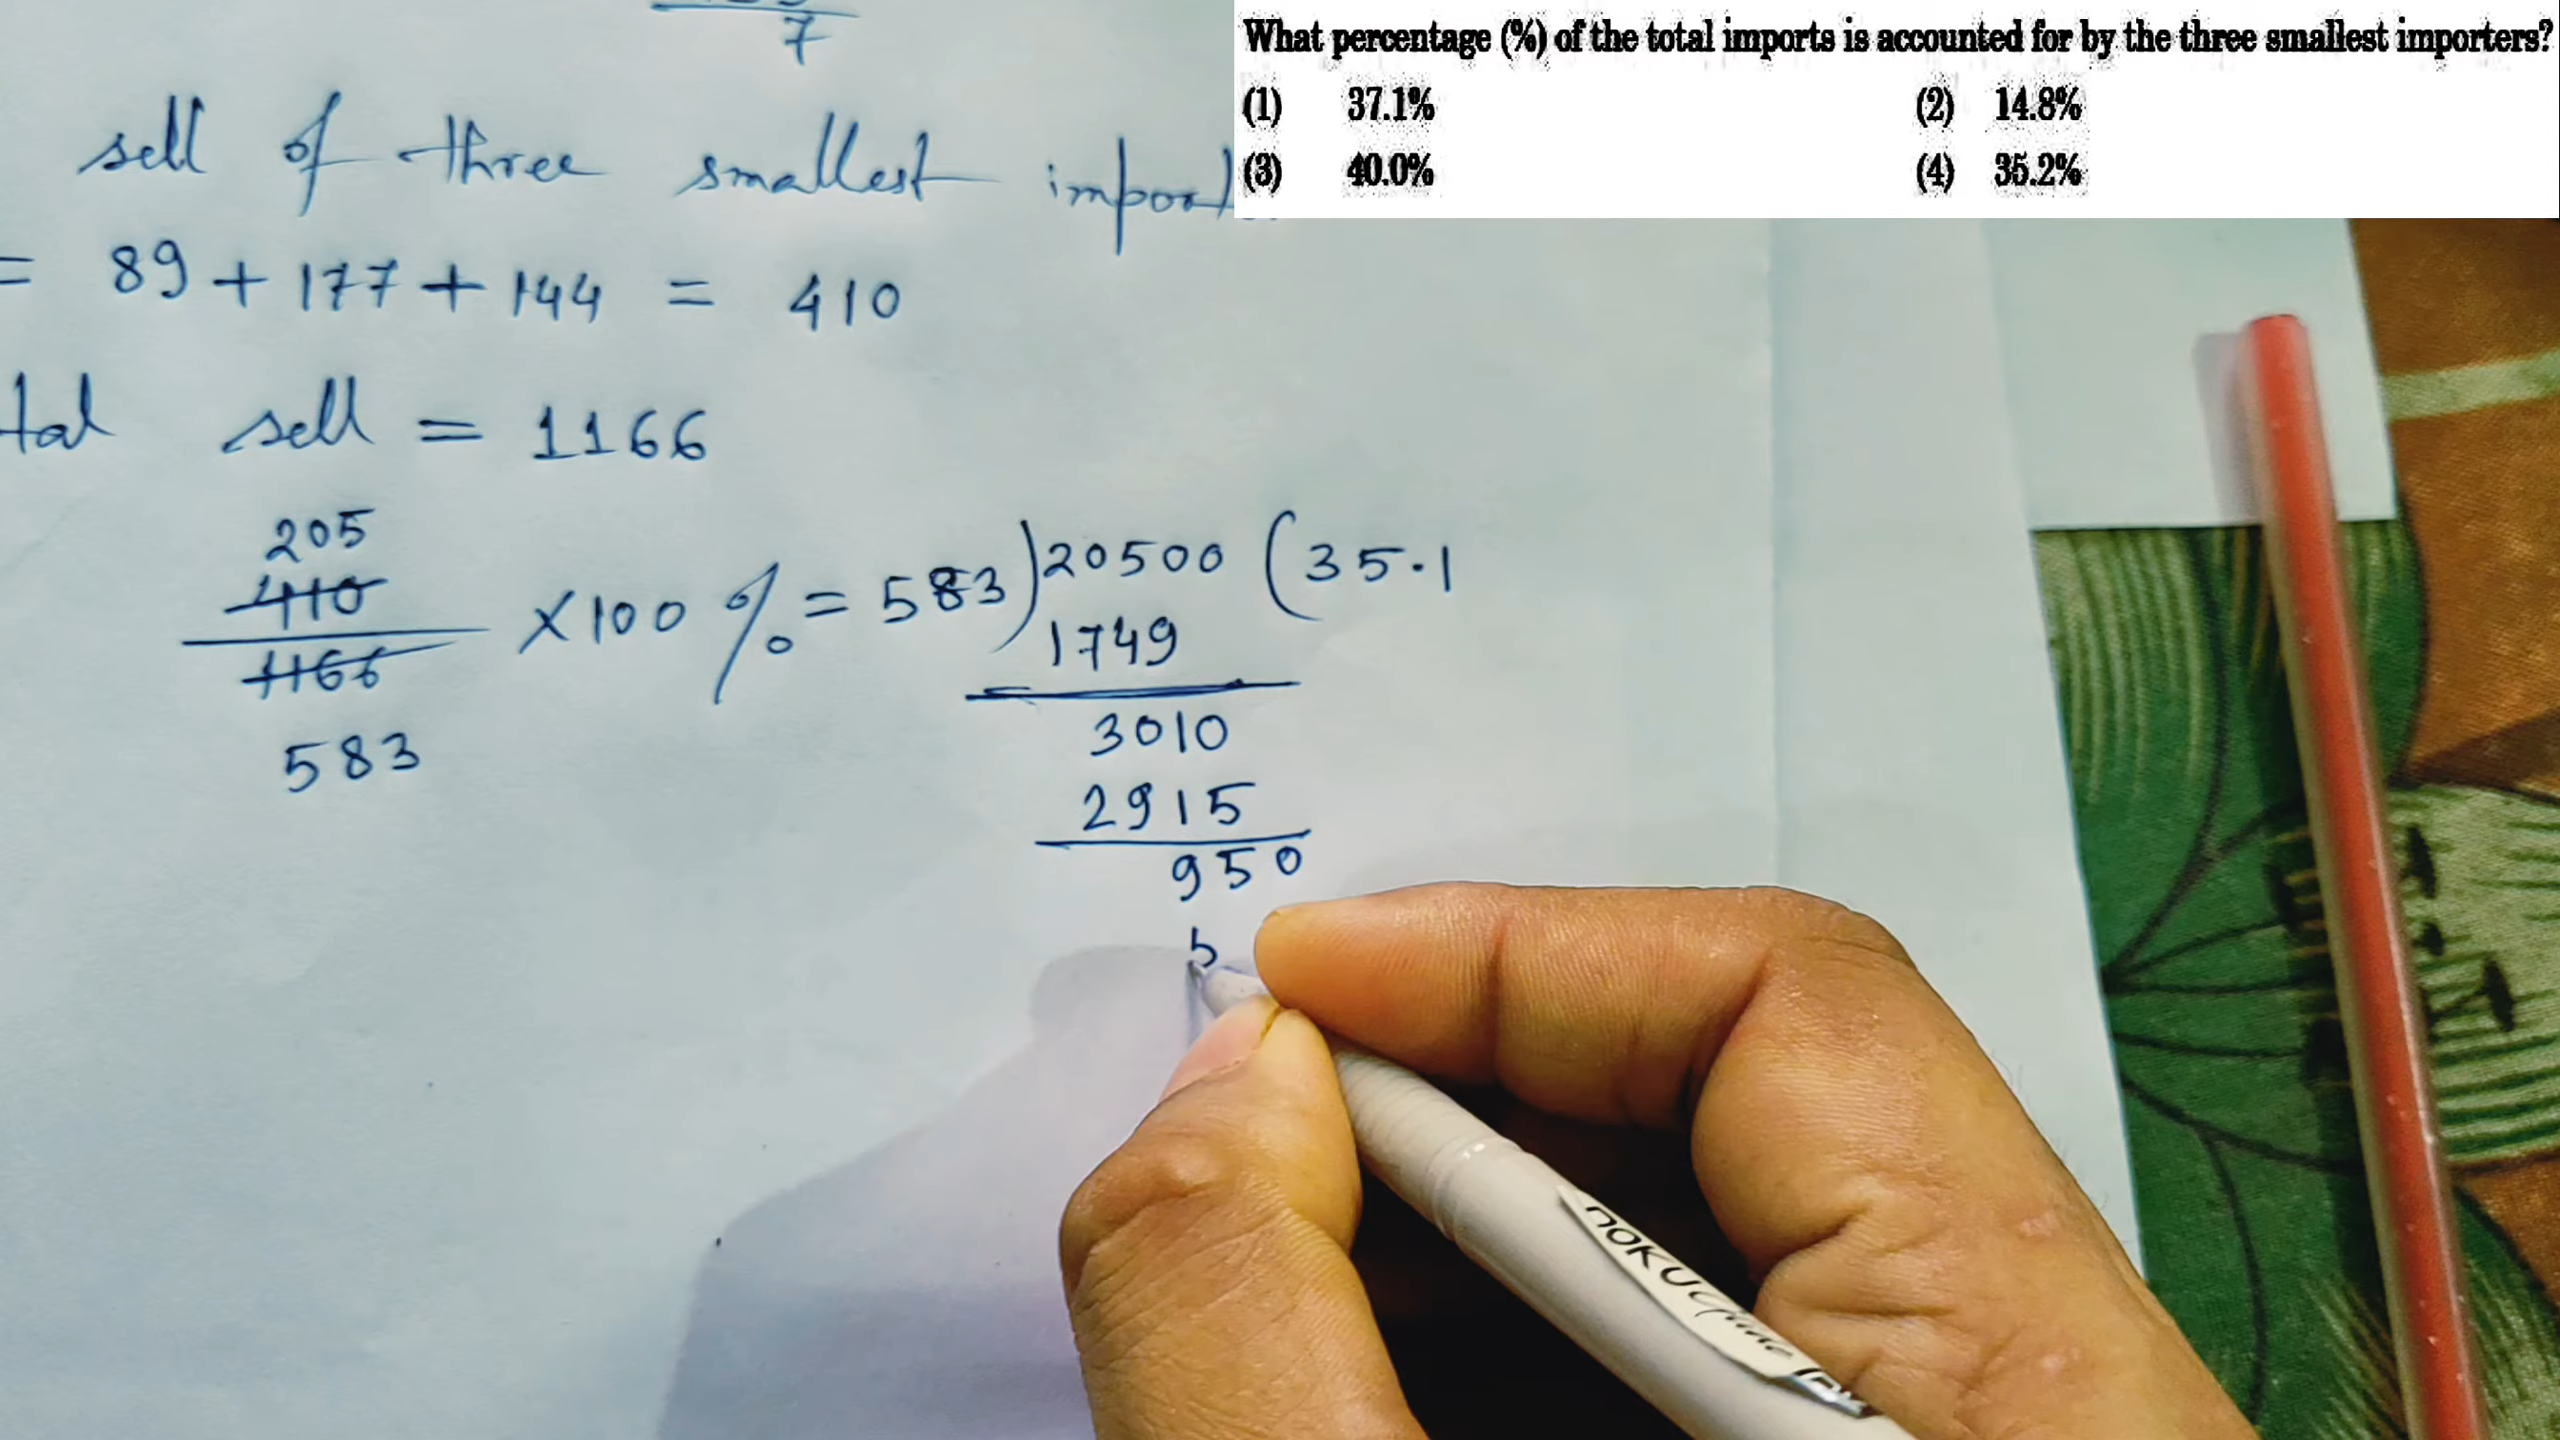 7
What percentage (%) of the total imports is accounted for by the three smallest importers?
(1) 37.1% (2) 14.8%
(3) 40.0% (4) 35.2%
sell of three smallest import
= 89 + 177 + 144 = 410
tal sell = 1166
205
410
1166
583
×100 % = 583) 20500 (35.1
1749
3010
2915
950
5